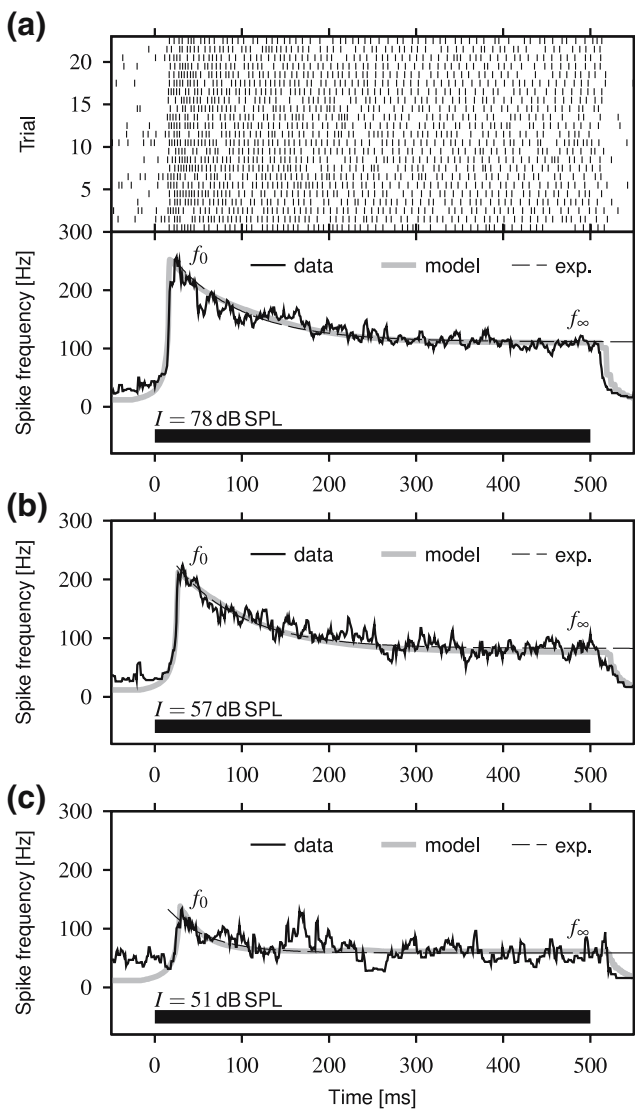 (a)
Trial
20
15
10
5
Spike frequency [Hz]
300
200
100
0
f0
data
model
exp.
f∞
I = 78 dB SPL
0
100
200
300
400
500
(b)
Spike frequency [Hz]
300
200
100
0
f0
data
model
exp.
f∞
I = 57 dB SPL
0
100
200
300
400
500
(c)
Spike frequency [Hz]
300
200
100
0
f0
data
model
exp.
f∞
I = 51 dB SPL
0
100
200
300
400
500
Time [ms]